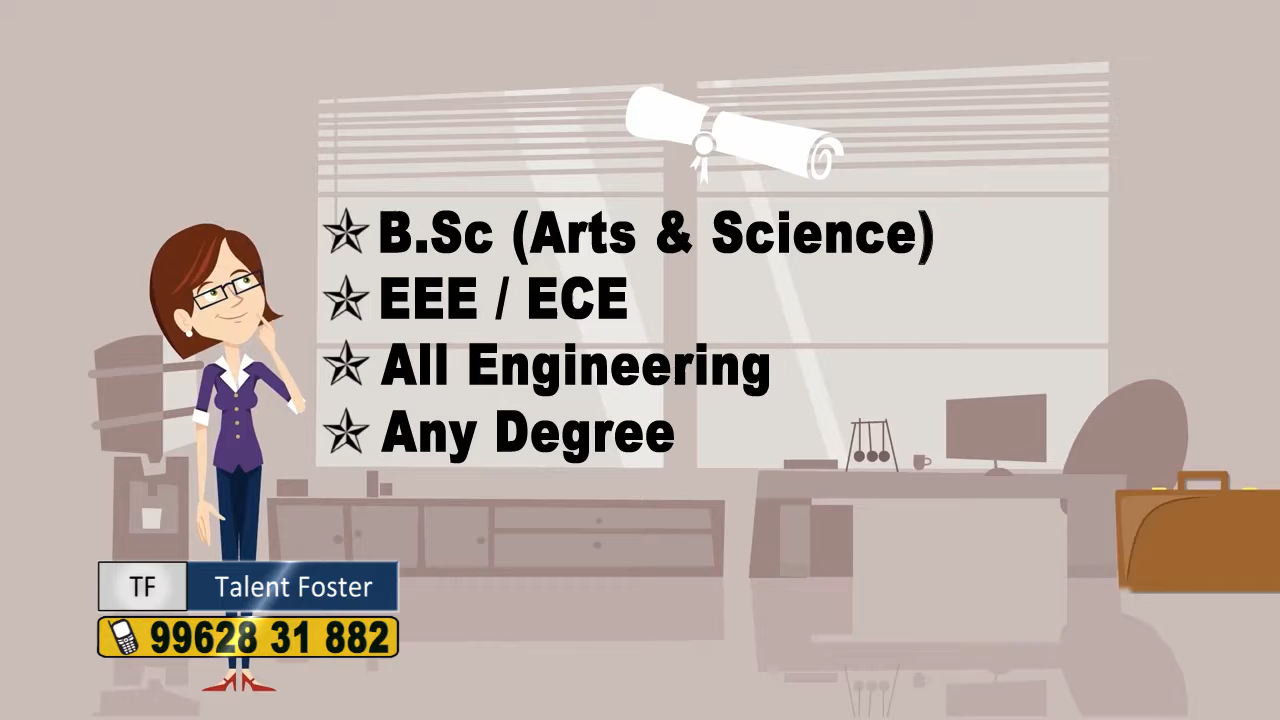 B.Sc (Arts & Science)
EEE / ECE
All Engineering
Any Degree
TF Talent Foster
99628 31 882